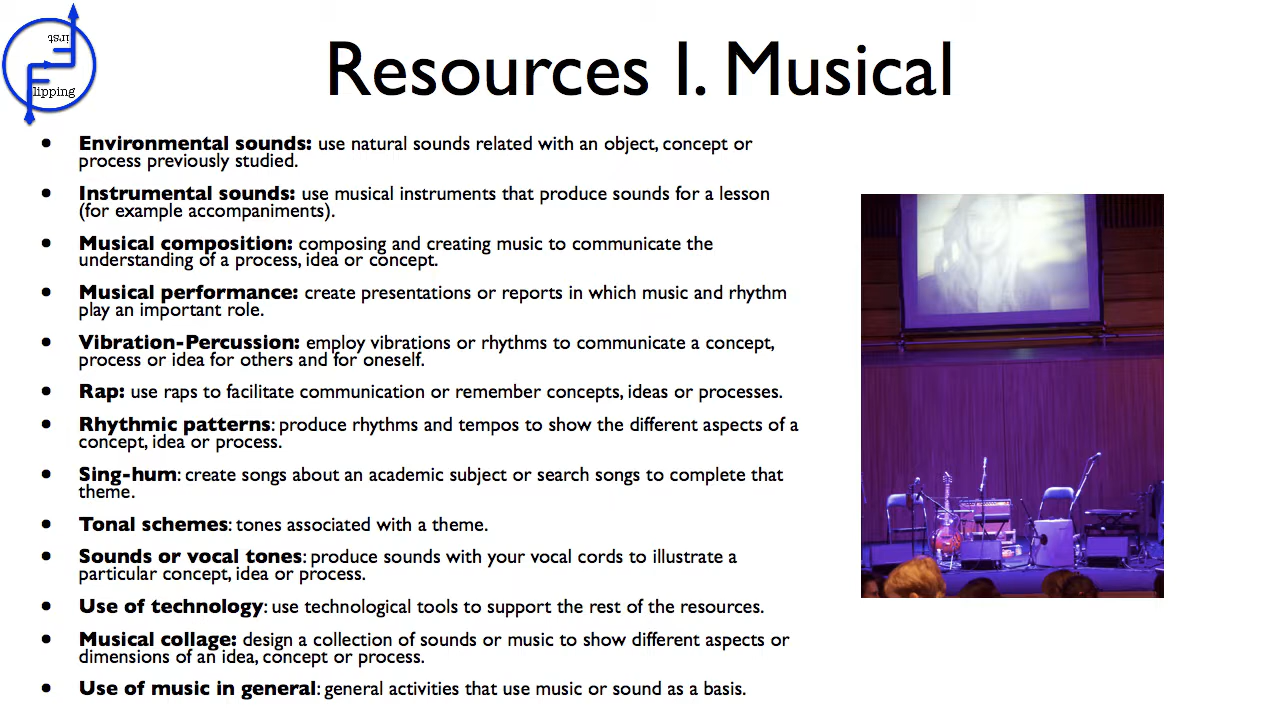 irst
lipping
Resources I. Musical
• Environmental sounds: use natural sounds related with an object, concept or
process previously studied.
• Instrumental sounds: use musical instruments that produce sounds for a lesson
(for example accompaniments).
• Musical composition: composing and creating music to communicate the
understanding of a process, idea or concept.
• Musical performance: create presentations or reports in which music and rhythm
play an important role.
• Vibration-Percussion: employ vibrations or rhythms to communicate a concept,
process or idea for others and for oneself.
• Rap: use raps to facilitate communication or remember concepts, ideas or processes.
• Rhythmic patterns: produce rhythms and tempos to show the different aspects of a
concept, idea or process.
• Sing-hum: create songs about an academic subject or search songs to complete that
theme.
• Tonal schemes: tones associated with a theme.
• Sounds or vocal tones: produce sounds with your vocal cords to illustrate a
particular concept, idea or process.
• Use of technology: use technological tools to support the rest of the resources.
• Musical collage: design a collection of sounds or music to show different aspects or
dimensions of an idea, concept or process.
• Use of music in general: general activities that use music or sound as a basis.